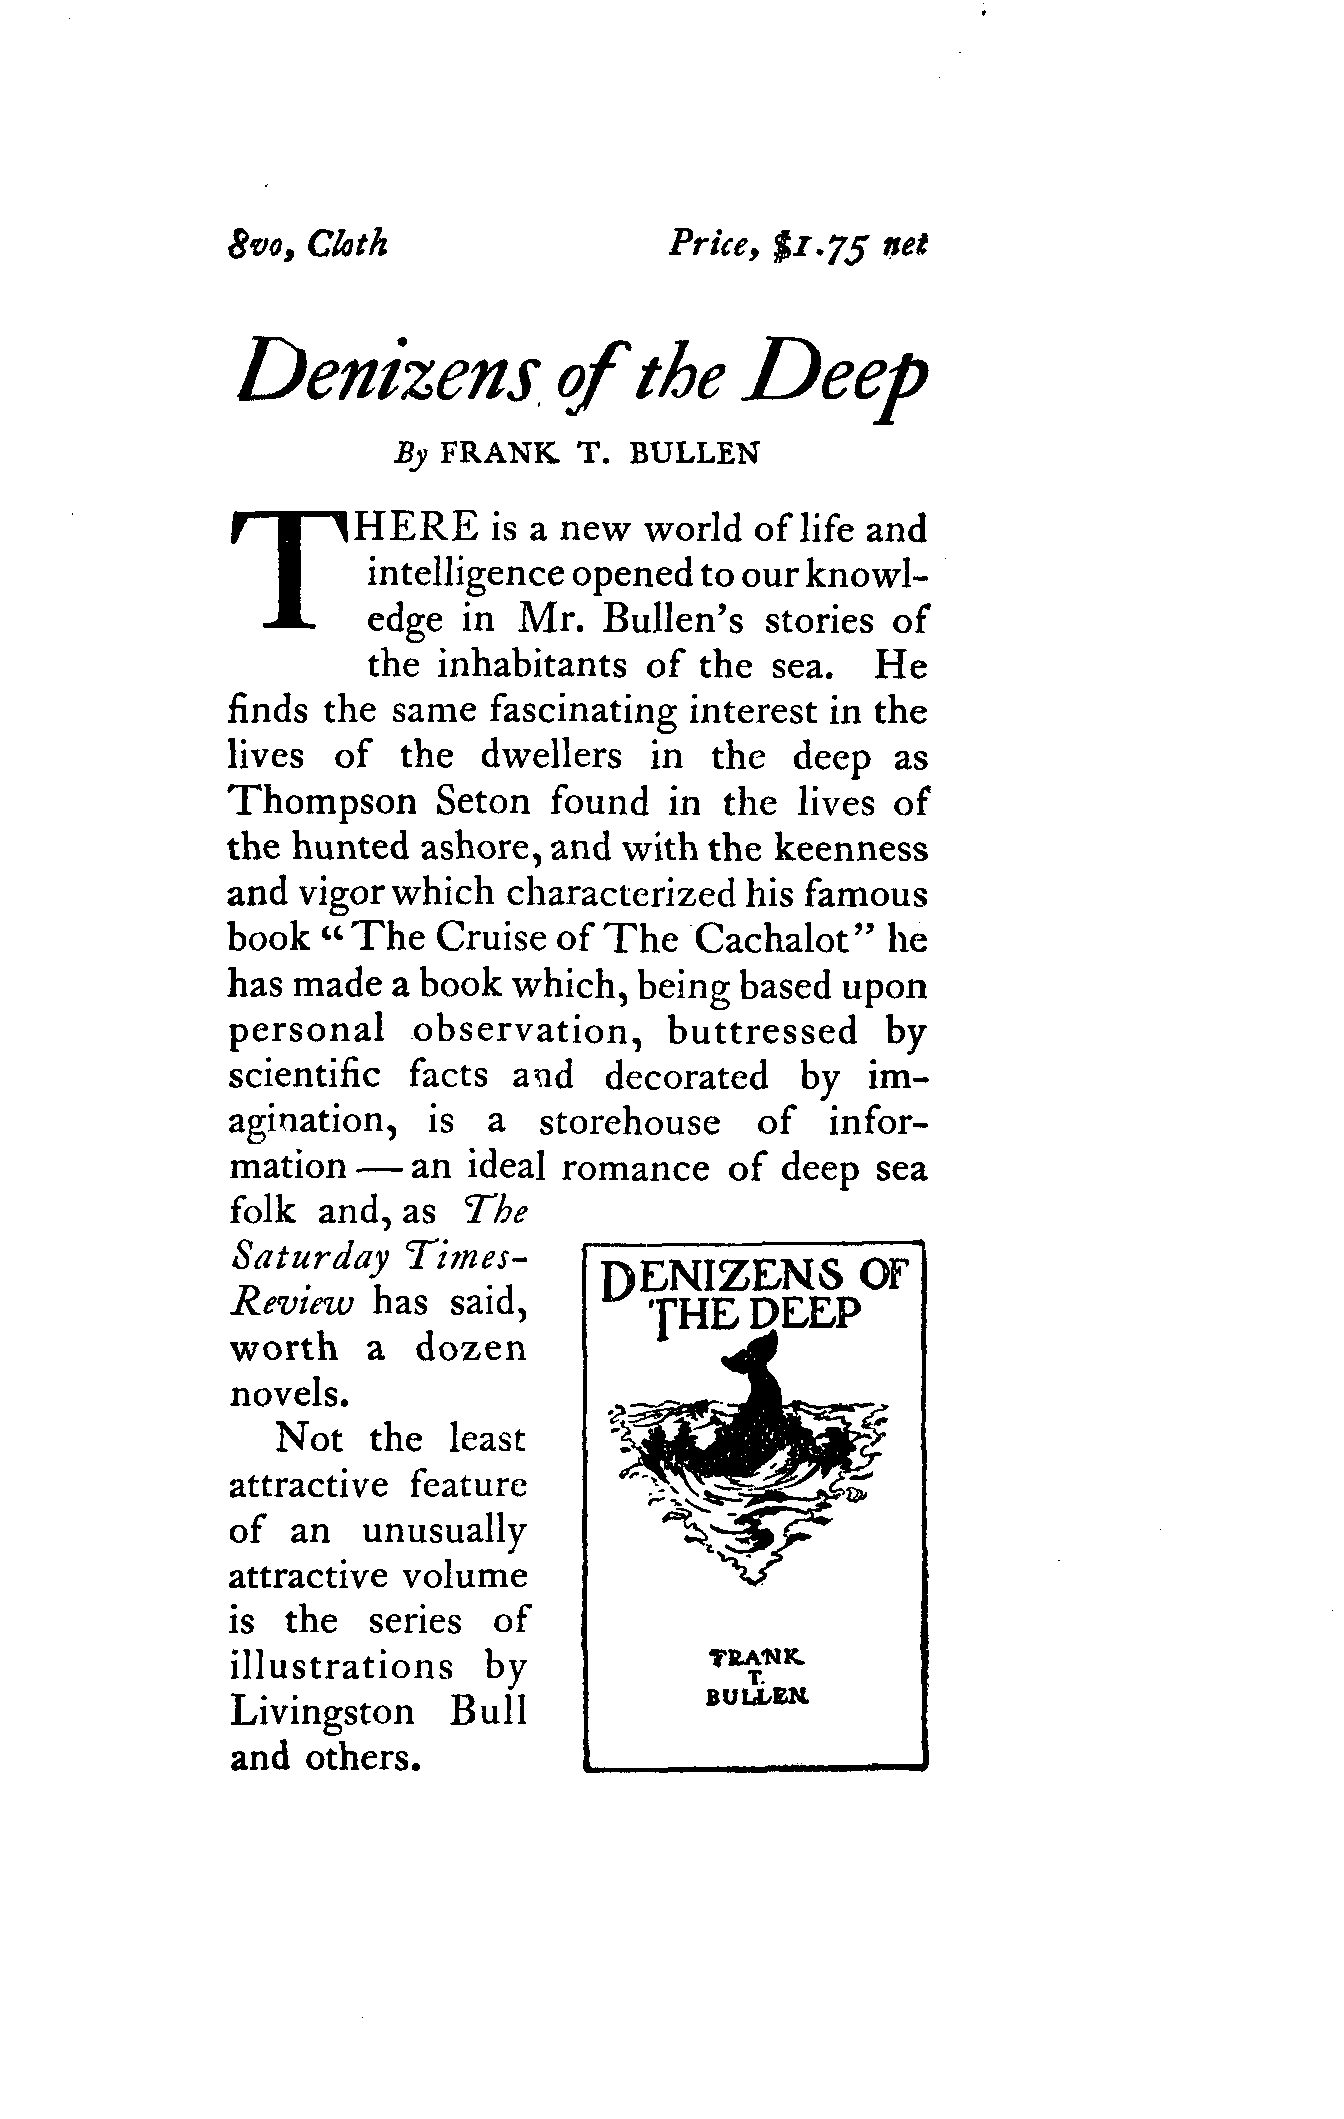 8vo, Cloth Price, $1.75 net
Denizens of the Deep
By FRANK T. BULLEN
THERE is a new world of life and
intelligence opened to our knowl-
edge in Mr. Bullen's stories of
the inhabitants of the sea. He
finds the same fascinating interest in the
lives of the dwellers in the deep as
Thompson Seton found in the lives of
the hunted ashore, and with the keenness
and vigor which characterized his famous
book “The Cruise of The Cachalot” he
has made a book which, being based upon
personal observation, buttressed by
scientific facts and decorated by im-
agination, is a storehouse of infor-
mation — an ideal romance of deep sea
folk and, as The
Saturday Times-
Review has said,
worth a dozen
novels.
Not the least
attractive feature
of an unusually
attractive volume
is the series of
illustrations by
Livingston Bull
and others.
DENIZENS OF
THE DEEP
FRANK
T.
BULLEN